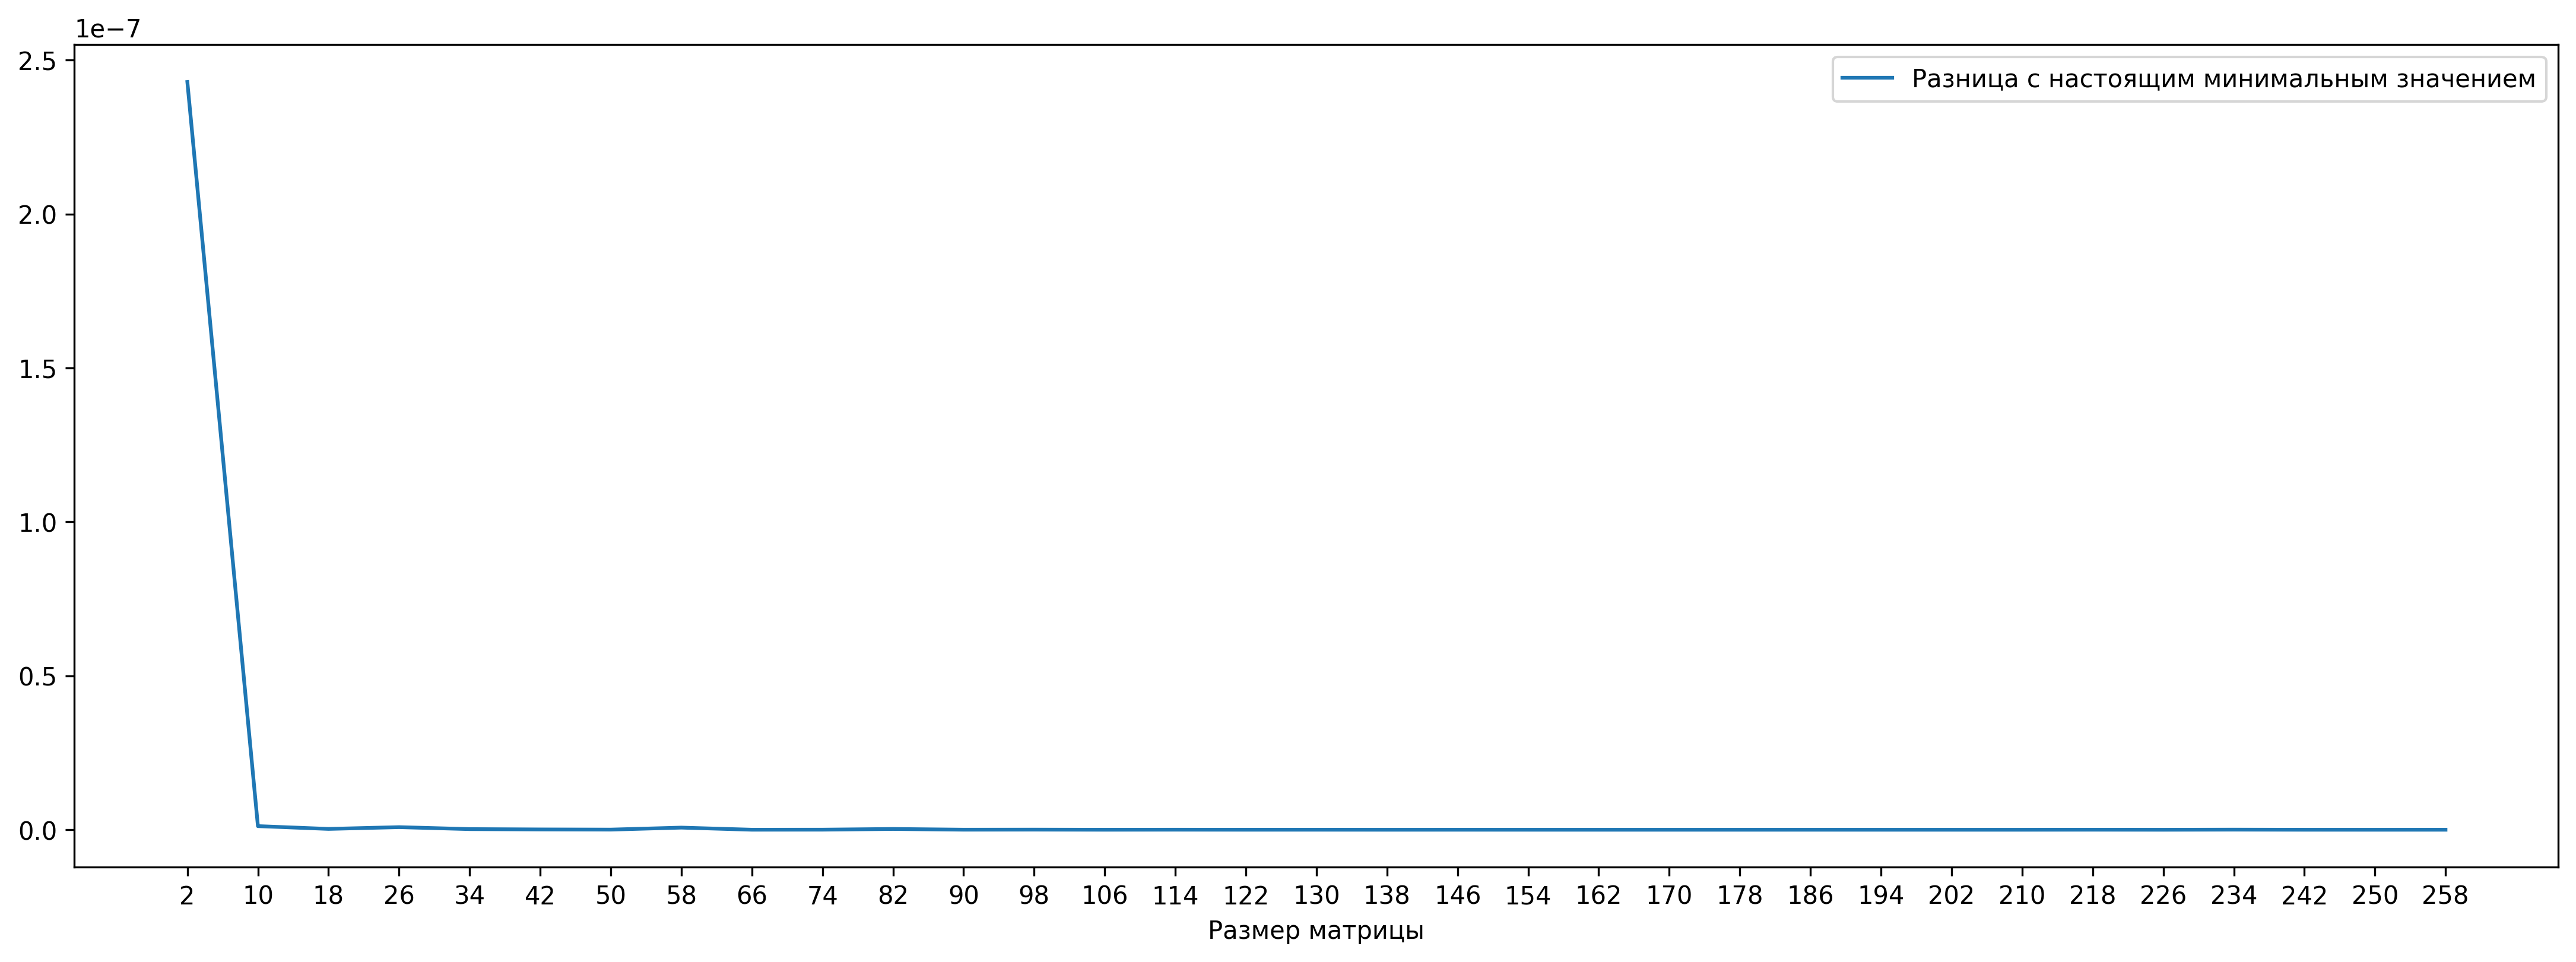 1e−7
2.5
2.0
1.5
1.0
0.5
0.0
Разница с настоящим минимальным значением
2 10 18 26 34 42 50 58 66 74 82 90 98 106 114 122 130 138 146 154 162 170 178 186 194 202 210 218 226 234 242 250 258
Размер матрицы